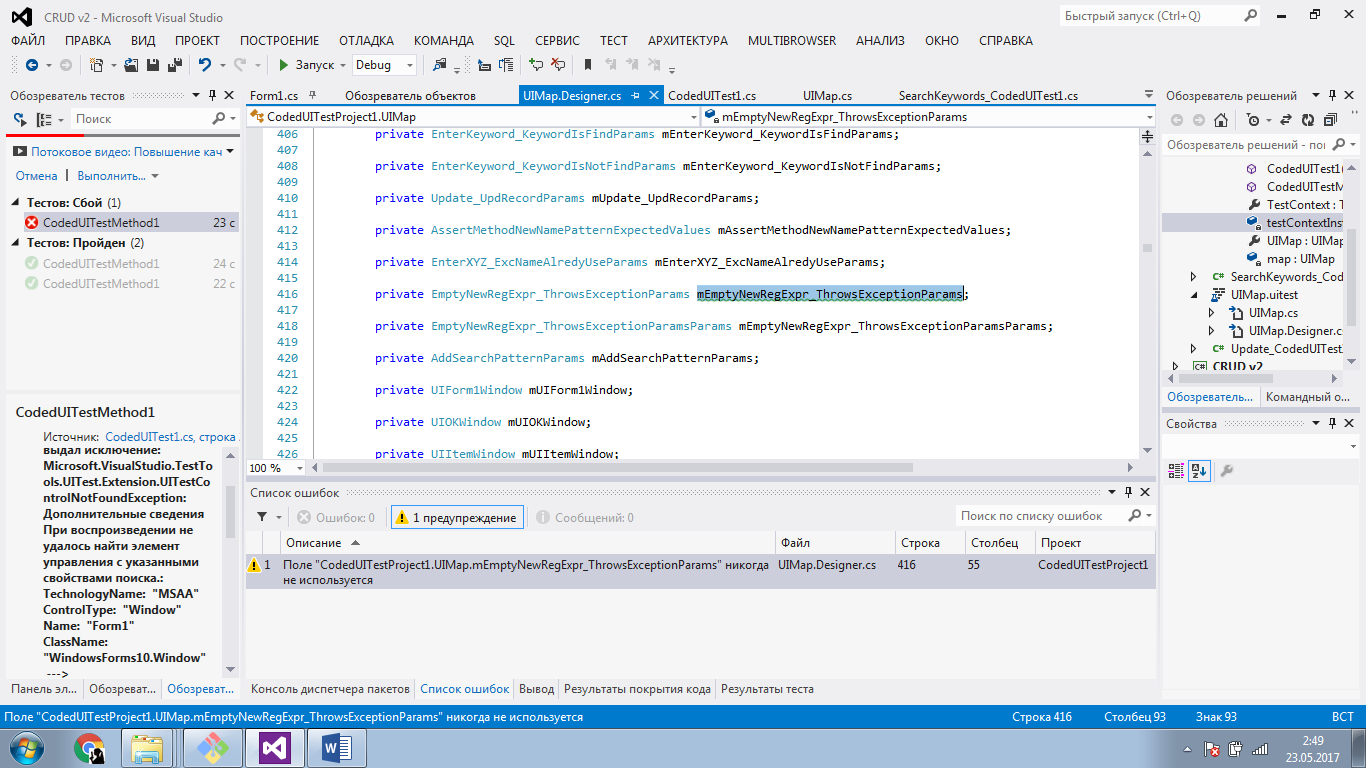 CRUD v2 - Microsoft Visual Studio
Быстрый запуск (Ctrl+Q)
ФАЙЛ ПРАВКА ВИД ПРОЕКТ ПОСТРОЕНИЕ ОТЛАДКА КОМАНДА SQL СЕРВИС ТЕСТ АРХИТЕКТУРА MULTIBROWSER АНАЛИЗ ОКНО СПРАВКА
Запуск Debug
Обозреватель тестов
Поиск
Потоковое видео: Повышение кач
Отмена | Выполнить...
Тестов: Сбой (1)
CodedUITestMethod1 23 с
Тестов: Пройден (2)
CodedUITestMethod1 24 с
CodedUITestMethod1 22 с
CodedUITestMethod1
Источник: CodedUITest1.cs, строка
выдал исключение:
Microsoft.VisualStudio.TestTo
ols.UITest.Extension.UITestCo
ntrolNotFoundException:
Дополнительные сведения
При воспроизведении не
удалось найти элемент
управления с указанными
свойствами поиска.:
TechnologyName: "MSAA"
ControlType: "Window"
Name: "Form1"
ClassName:
"WindowsForms10.Window"
--->
Панель эл... Обозреват... Обозреват...
Form1.cs Обозреватель объектов UIMap.Designer.cs CodedUITest1.cs UIMap.cs SearchKeywords_CodedUITest1.cs
CodedUITestProject1.UIMap mEmptyNewRegExpr_ThrowsExceptionParams
406 private EnterKeyword_KeywordIsFindParams mEnterKeyword_KeywordIsFindParams;
407
408 private EnterKeyword_KeywordIsNotFindParams mEnterKeyword_KeywordIsNotFindParams;
409
410 private Update_UpdRecordParams mUpdate_UpdRecordParams;
411
412 private AssertMethodNewNamePatternExpectedValues mAssertMethodNewNamePatternExpectedValues;
413
414 private EnterXYZ_ExcNameAlredyUseParams mEnterXYZ_ExcNameAlredyUseParams;
415
416 private EmptyNewRegExpr_ThrowsExceptionParams mEmptyNewRegExpr_ThrowsExceptionParams;
417
418 private EmptyNewRegExpr_ThrowsExceptionParamsParams mEmptyNewRegExpr_ThrowsExceptionParamsParams;
419
420 private AddSearchPatternParams mAddSearchPatternParams;
421
422 private UIForm1Window mUIForm1Window;
423
424 private UIOKWindow mUIOKWindow;
425
426 private UIItemWindow mUIItemWindow;
100 %
Список ошибок
Ошибок: 0 1 предупреждение Сообщений: 0 Поиск по списку ошибок
Описание Файл Строка Столбец Проект
1 Поле "CodedUITestProject1.UIMap.mEmptyNewRegExpr_ThrowsExceptionParams" никогда UIMap.Designer.cs 416 55 CodedUITestProject1
не используется
Консоль диспетчера пакетов Список ошибок Вывод Результаты покрытия кода Результаты теста
Обозреватель решений
Обозреватель решений - пои
CodedUITest1(
CodedUITestM
TestContext : T
testContextIns
UIMap : UIMap
map : UIMap
C# SearchKeywords_Cod
UIMap.uitest
UIMap.cs
UIMap.Designer.c
C# Update_CodedUITest
C# CRUD v2
Обозреватель... Командный о...
Свойства
Поле "CodedUITestProject1.UIMap.mEmptyNewRegExpr_ThrowsExceptionParams" никогда не используется Строка 416 Столбец 93 Знак 93 ВСТ
2:49
23.05.2017